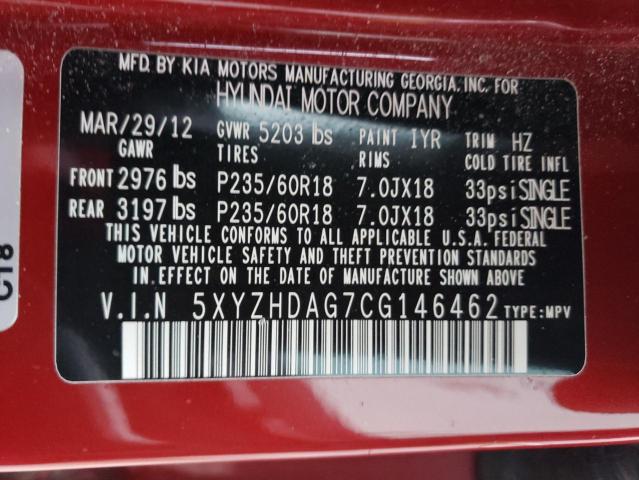 MFD. BY KIA MOTORS MANUFACTURING GEORGIA, INC. FOR
HYUNDAI MOTOR COMPANY
MAR/29/12 GVWR 5203 lbs PAINT IYR TRIM HZ
GAWR TIRES RIMS COLD TIRE INFL
FRONT 2976 lbs P235/60R18 7.0JX18 33psi SINGLE
REAR 3197 lbs P235/60R18 7.0JX18 33psi SINGLE
THIS VEHICLE CONFORMS TO ALL APPLICABLE U.S.A. FEDERAL
MOTOR VEHICLE SAFETY AND THEFT PREVENTION STANDARDS
IN EFFECT ON THE DATE OF MANUFACTURE SHOWN ABOVE.
V.I.N 5XYZHDAG7CG146462 TYPE:MPV
C18